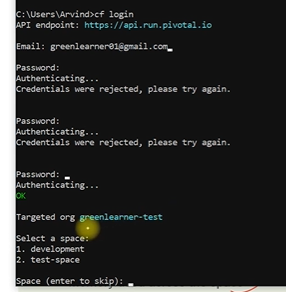 C:\Users\Arvind>cf login
API endpoint: https://api.run.pivotal.io
Email: greenlearner01@gmail.com
Password:
Authenticating...
Credentials were rejected, please try again.
Password:
Authenticating...
Credentials were rejected, please try again.
Password:
Authenticating...
OK
Targeted org greenlearner-test
Select a space:
1. development
2. test-space
Space (enter to skip):